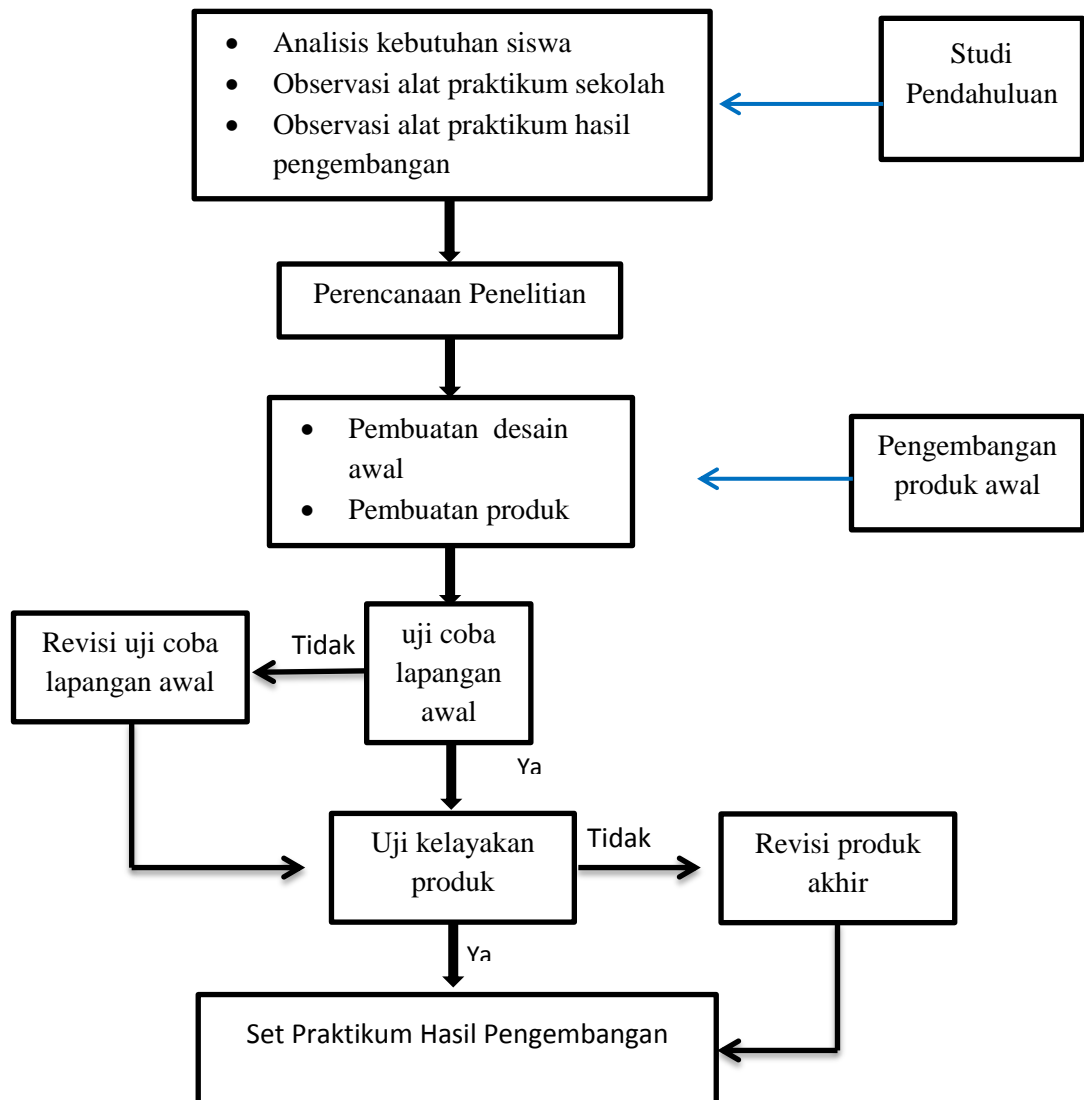 • Analisis kebutuhan siswa
• Observasi alat praktikum sekolah
• Observasi alat praktikum hasil
pengembangan
Studi
Pendahuluan
Perencanaan Penelitian
• Pembuatan desain
awal
• Pembuatan produk
Pengembangan
produk awal
Revisi uji coba
lapangan awal
Tidak
uji coba
lapangan
awal
Ya
Uji kelayakan
produk
Tidak
Revisi produk
akhir
Ya
Set Praktikum Hasil Pengembangan